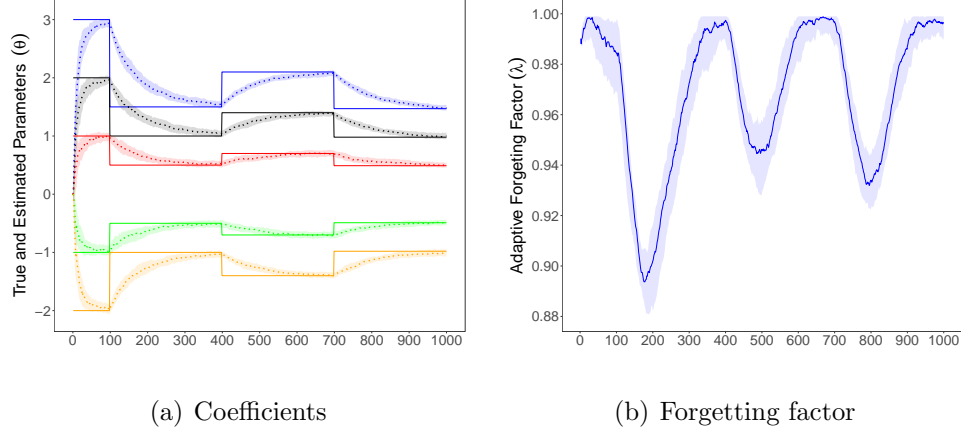 True and Estimated Parameters (θ)
3
2
1
0
−1
−2
0 100 200 300 400 500 600 700 800 900 1000
(a) Coefficients
Adaptive Forgeting Factor (λ)
1.00
0.98
0.96
0.94
0.92
0.90
0.88
0 100 200 300 400 500 600 700 800 900 1000
(b) Forgetting factor